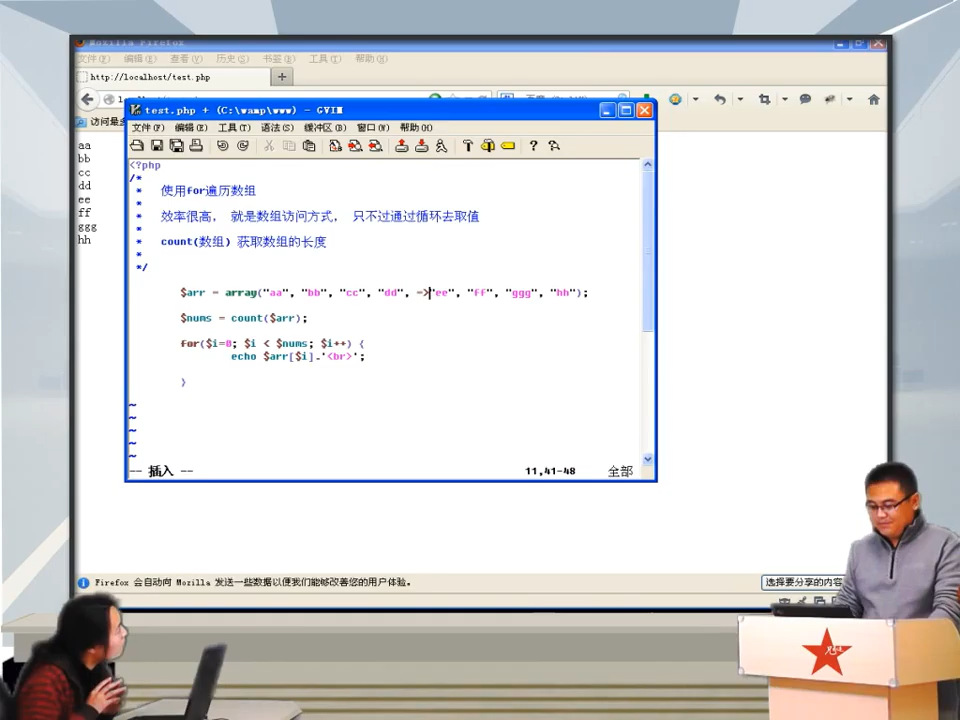 Mozilla Firefox
文件(F) 编辑(E) 查看(V) 历史(S) 书签(B) 工具(T) 帮助(H)
http://localhost/test.php
访问最多
test.php + (C:\wamp\www) - GVIM
文件(F) 编辑(E) 工具(T) 语法(S) 缓冲区(B) 窗口(W) 帮助(H)
aa
bb
cc
dd
ee
ff
ggg
hh
<?php
/*
* 使用for遍历数组
*
* 效率很高, 就是数组访问方式, 只不过通过循环去取值
*
* count(数组) 获取数组的长度
*
*/
$arr = array("aa", "bb", "cc", "dd", =>"ee", "ff", "ggg", "hh");
$nums = count($arr);
for($i=0; $i < $nums; $i++) {
echo $arr[$i].'<br>';
}
~
~
~
~
~
-- 插入 --
11,41-48
全部
Firefox 会自动向 Mozilla 发送一些数据以便我们能够改善您的用户体验。
选择要分享的内容